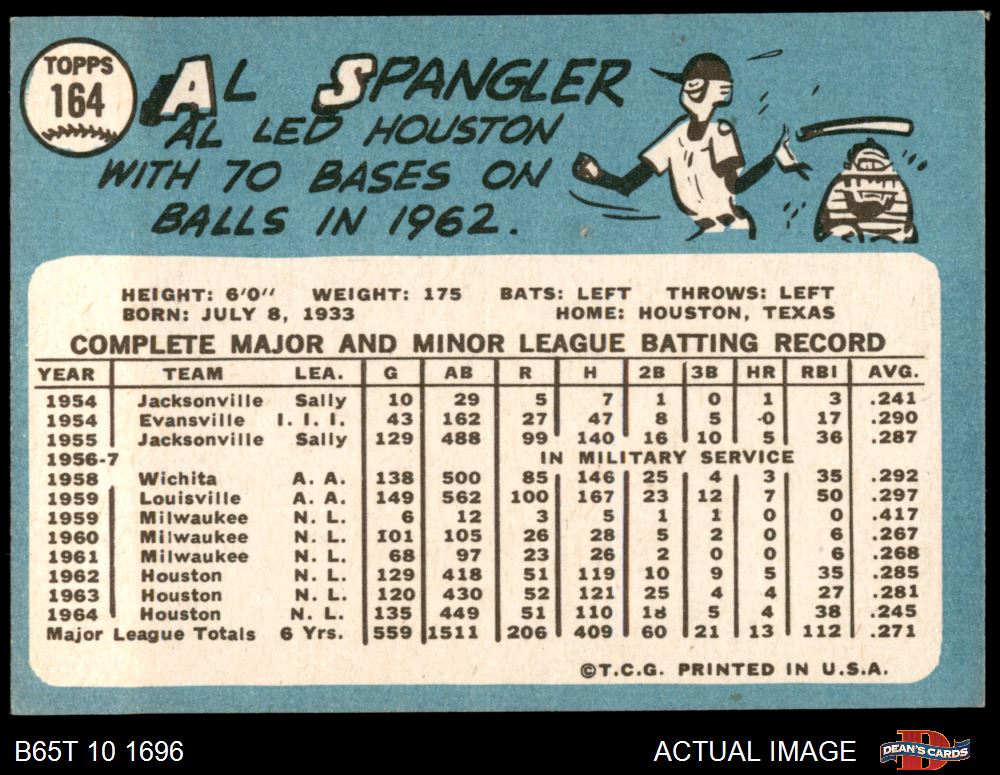 TOPPS
164
AL SPANGLER
AL LED HOUSTON
WITH 70 BASES ON
BALLS IN 1962.
HEIGHT: 6'0" WEIGHT: 175 BATS: LEFT THROWS: LEFT
BORN: JULY 8, 1933 HOME: HOUSTON, TEXAS
COMPLETE MAJOR AND MINOR LEAGUE BATTING RECORD
YEAR TEAM LEA. G AB R H 2B 3B HR RBI AVG.
1954 Jacksonville Sally 10 29 5 7 1 0 1 3 .241
1954 Evansville I. I. I. 43 162 27 47 8 5 0 17 .290
1955 Jacksonville Sally 129 488 99 140 16 10 5 36 .287
1956-7 IN MILITARY SERVICE
1958 Wichita A. A. 138 500 85 146 25 4 3 35 .292
1959 Louisville A. A. 149 562 100 167 23 12 7 50 .297
1959 Milwaukee N. L. 6 12 3 5 1 1 0 0 .417
1960 Milwaukee N. L. 101 105 26 28 5 2 0 6 .267
1961 Milwaukee N. L. 68 97 23 26 2 0 0 6 .268
1962 Houston N. L. 129 418 51 119 10 9 5 35 .285
1963 Houston N. L. 120 430 52 121 25 4 4 27 .281
1964 Houston N. L. 135 449 51 110 18 5 4 38 .245
Major League Totals 6 Yrs. 559 1511 206 409 60 21 13 112 .271
©T.C.G. PRINTED IN U.S.A.
B65T 10 1696 ACTUAL IMAGE DEAN'S CARDS